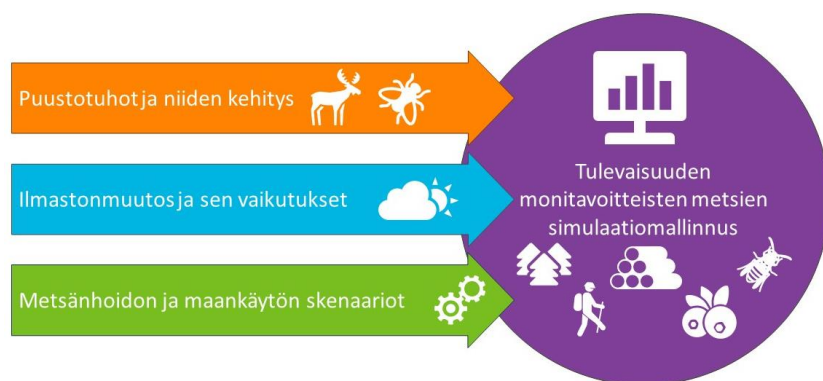 Puustotuhot ja niiden kehitys
Ilmastonmuutos ja sen vaikutukset
Metsänhoidon ja maankäytön skenaariot
Tulevaisuuden
monitavoitteisten metsien
simulaatiomallinnus